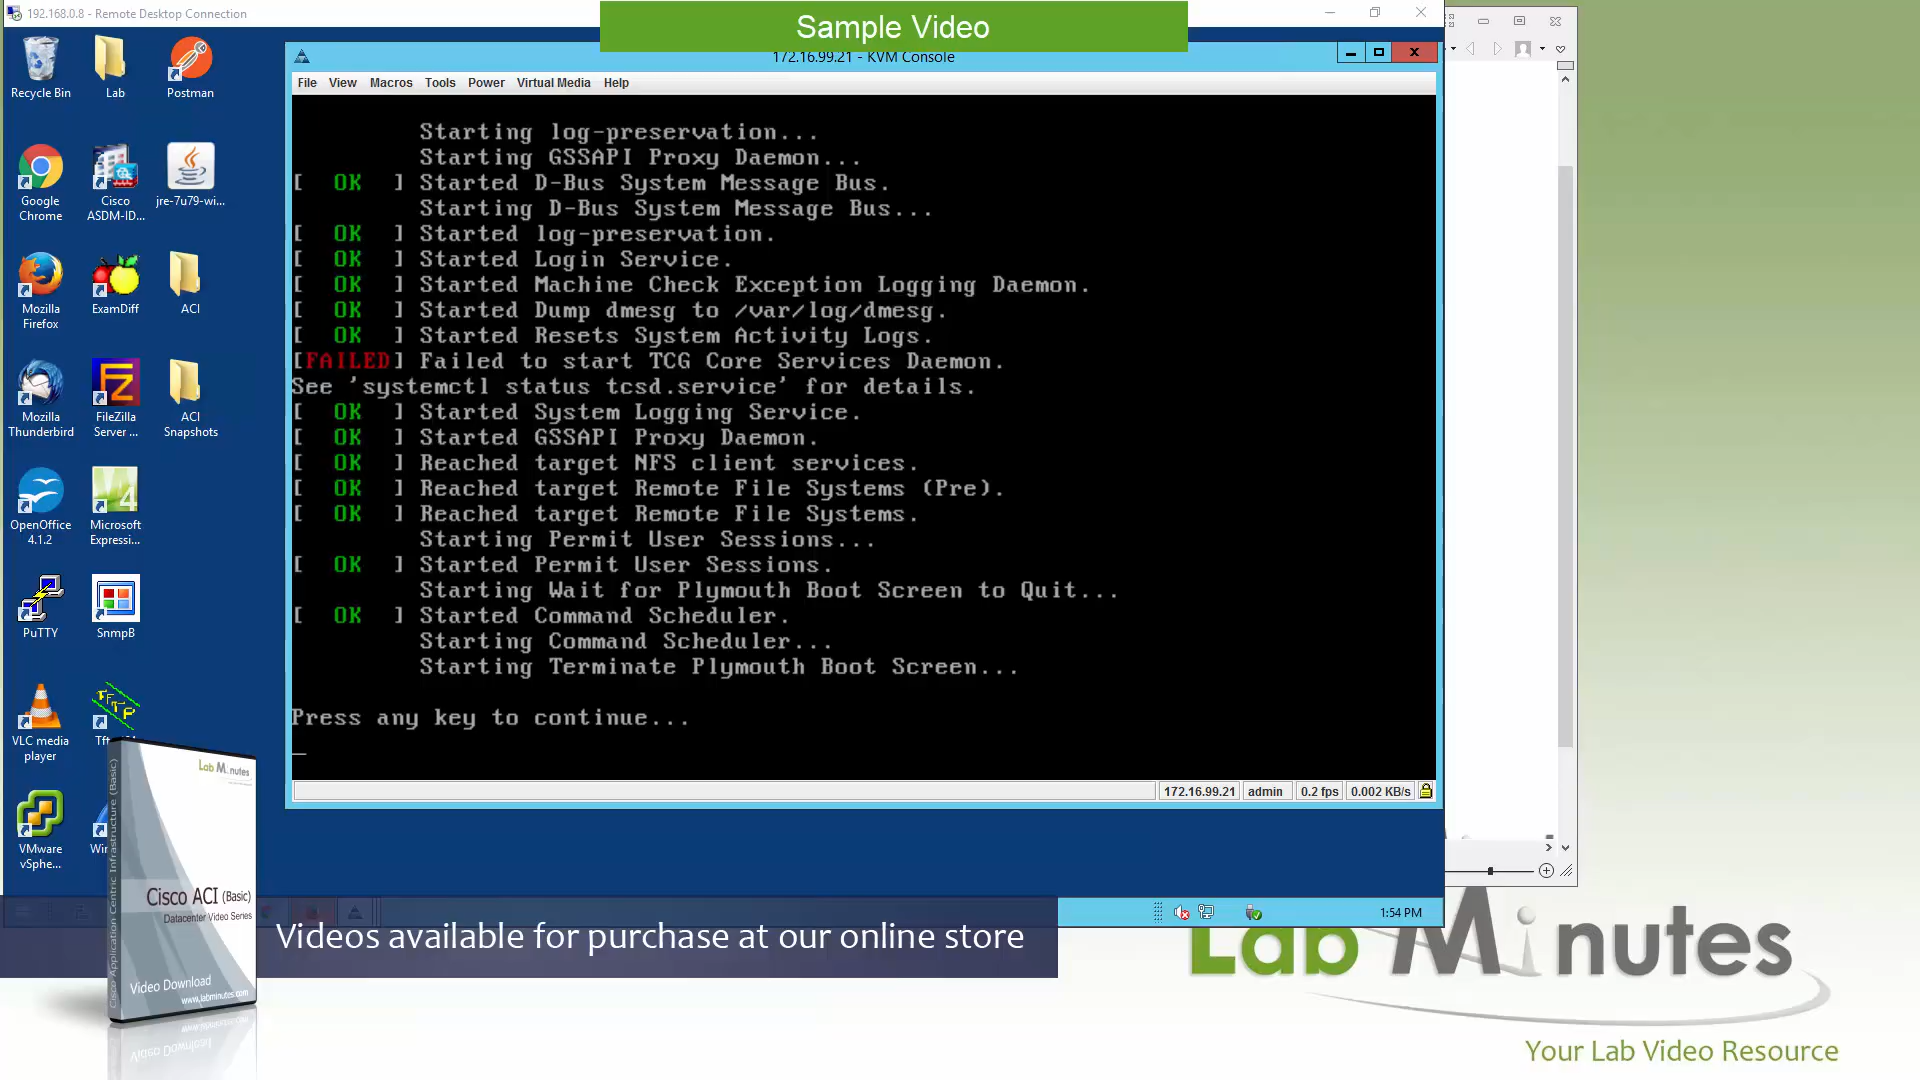 192.168.0.8 - Remote Desktop Connection
Sample Video
172.16.99.21 - KVM Console
File View Macros Tools Power Virtual Media Help
Recycle Bin
Lab
Postman
Google Chrome
Cisco ASDM-ID...
jre-7u79-wi...
Mozilla Firefox
ExamDiff
ACI
Mozilla Thunderbird
FileZilla Server ...
ACI Snapshots
OpenOffice 4.1.2
Microsoft Expressi...
PuTTY
SnmpB
VLC media player
VMware vSphe...
Starting log-preservation...
Starting GSSAPI Proxy Daemon...
[ OK ] Started D-Bus System Message Bus.
Starting D-Bus System Message Bus...
[ OK ] Started log-preservation.
[ OK ] Started Login Service.
[ OK ] Started Machine Check Exception Logging Daemon.
[ OK ] Started Dump dmesg to /var/log/dmesg.
[ OK ] Started Resets System Activity Logs.
[FAILED] Failed to start TCG Core Services Daemon.
See 'systemctl status tcsd.service' for details.
[ OK ] Started System Logging Service.
[ OK ] Started GSSAPI Proxy Daemon.
[ OK ] Reached target NFS client services.
[ OK ] Reached target Remote File Systems (Pre).
[ OK ] Reached target Remote File Systems.
Starting Permit User Sessions...
[ OK ] Started Permit User Sessions.
Starting Wait for Plymouth Boot Screen to Quit...
[ OK ] Started Command Scheduler.
Starting Command Scheduler...
Starting Terminate Plymouth Boot Screen...
Press any key to continue...
172.16.99.21 admin 0.2 fps 0.002 KB/s
1:54 PM
Lab Minutes
Cisco Application Centric Infrastructure (Basic)
Cisco ACI (Basic)
Datacenter Video Series
Video Download
www.labminutes.com
Videos available for purchase at our online store
Lab Minutes
Your Lab Video Resource